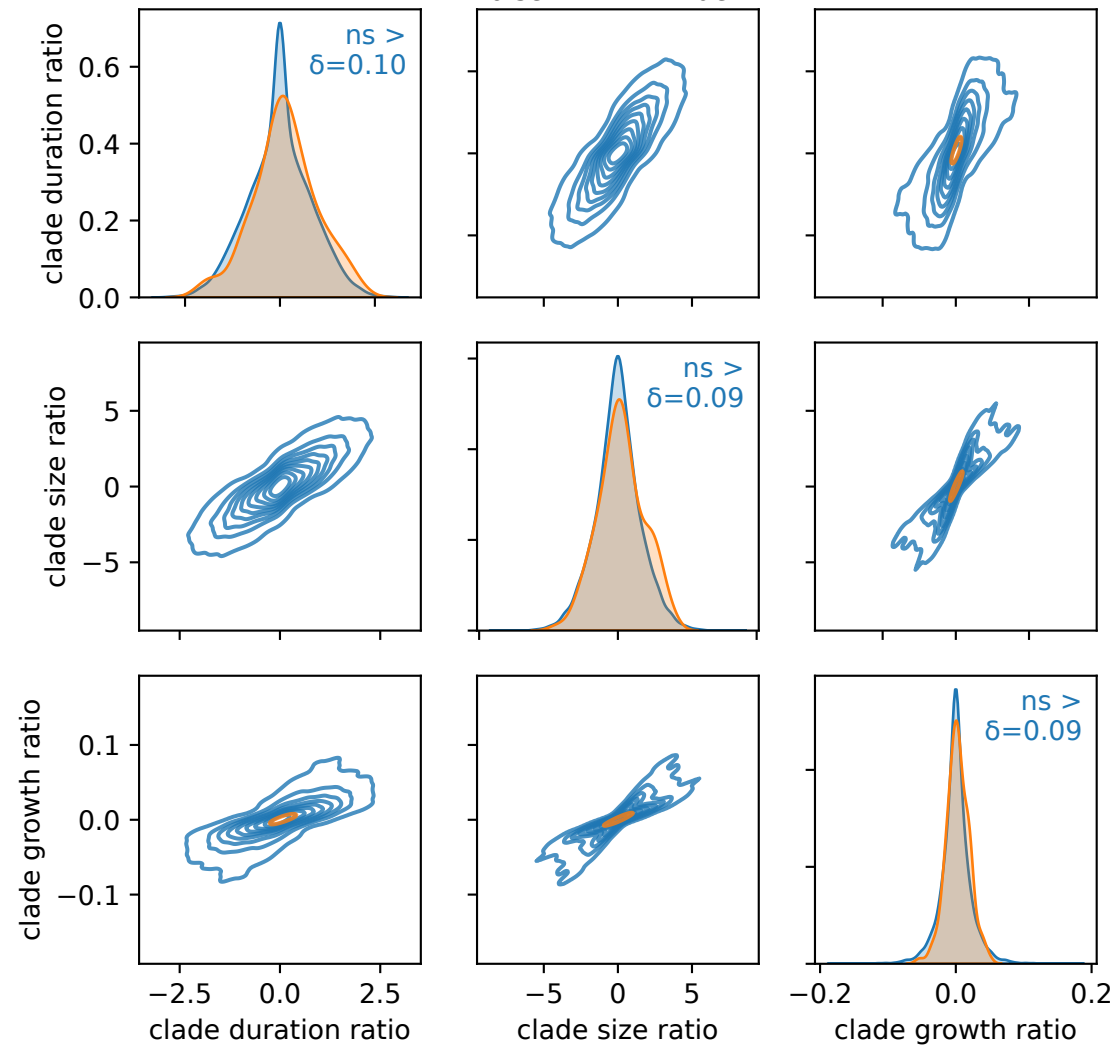 clade duration ratio
0.6
0.4
0.2
0.0
ns >
δ=0.10
clade size ratio
5
0
−5
ns >
δ=0.09
clade growth ratio
0.1
0.0
−0.1
ns >
δ=0.09
−2.5 0.0 2.5
−5 0 5
−0.2 0.0 0.2
clade duration ratio
clade size ratio
clade growth ratio